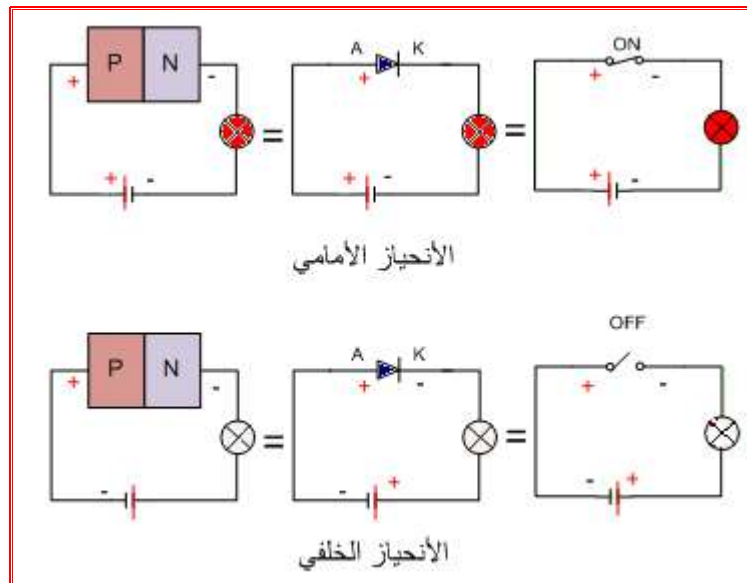 P N A K ON
+ - + + -
= =
+ - + - + -
الأنحياز الأمامي
OFF
P N A K
+ - + - + -
= =
- - + - +
الأنحياز الخلفي